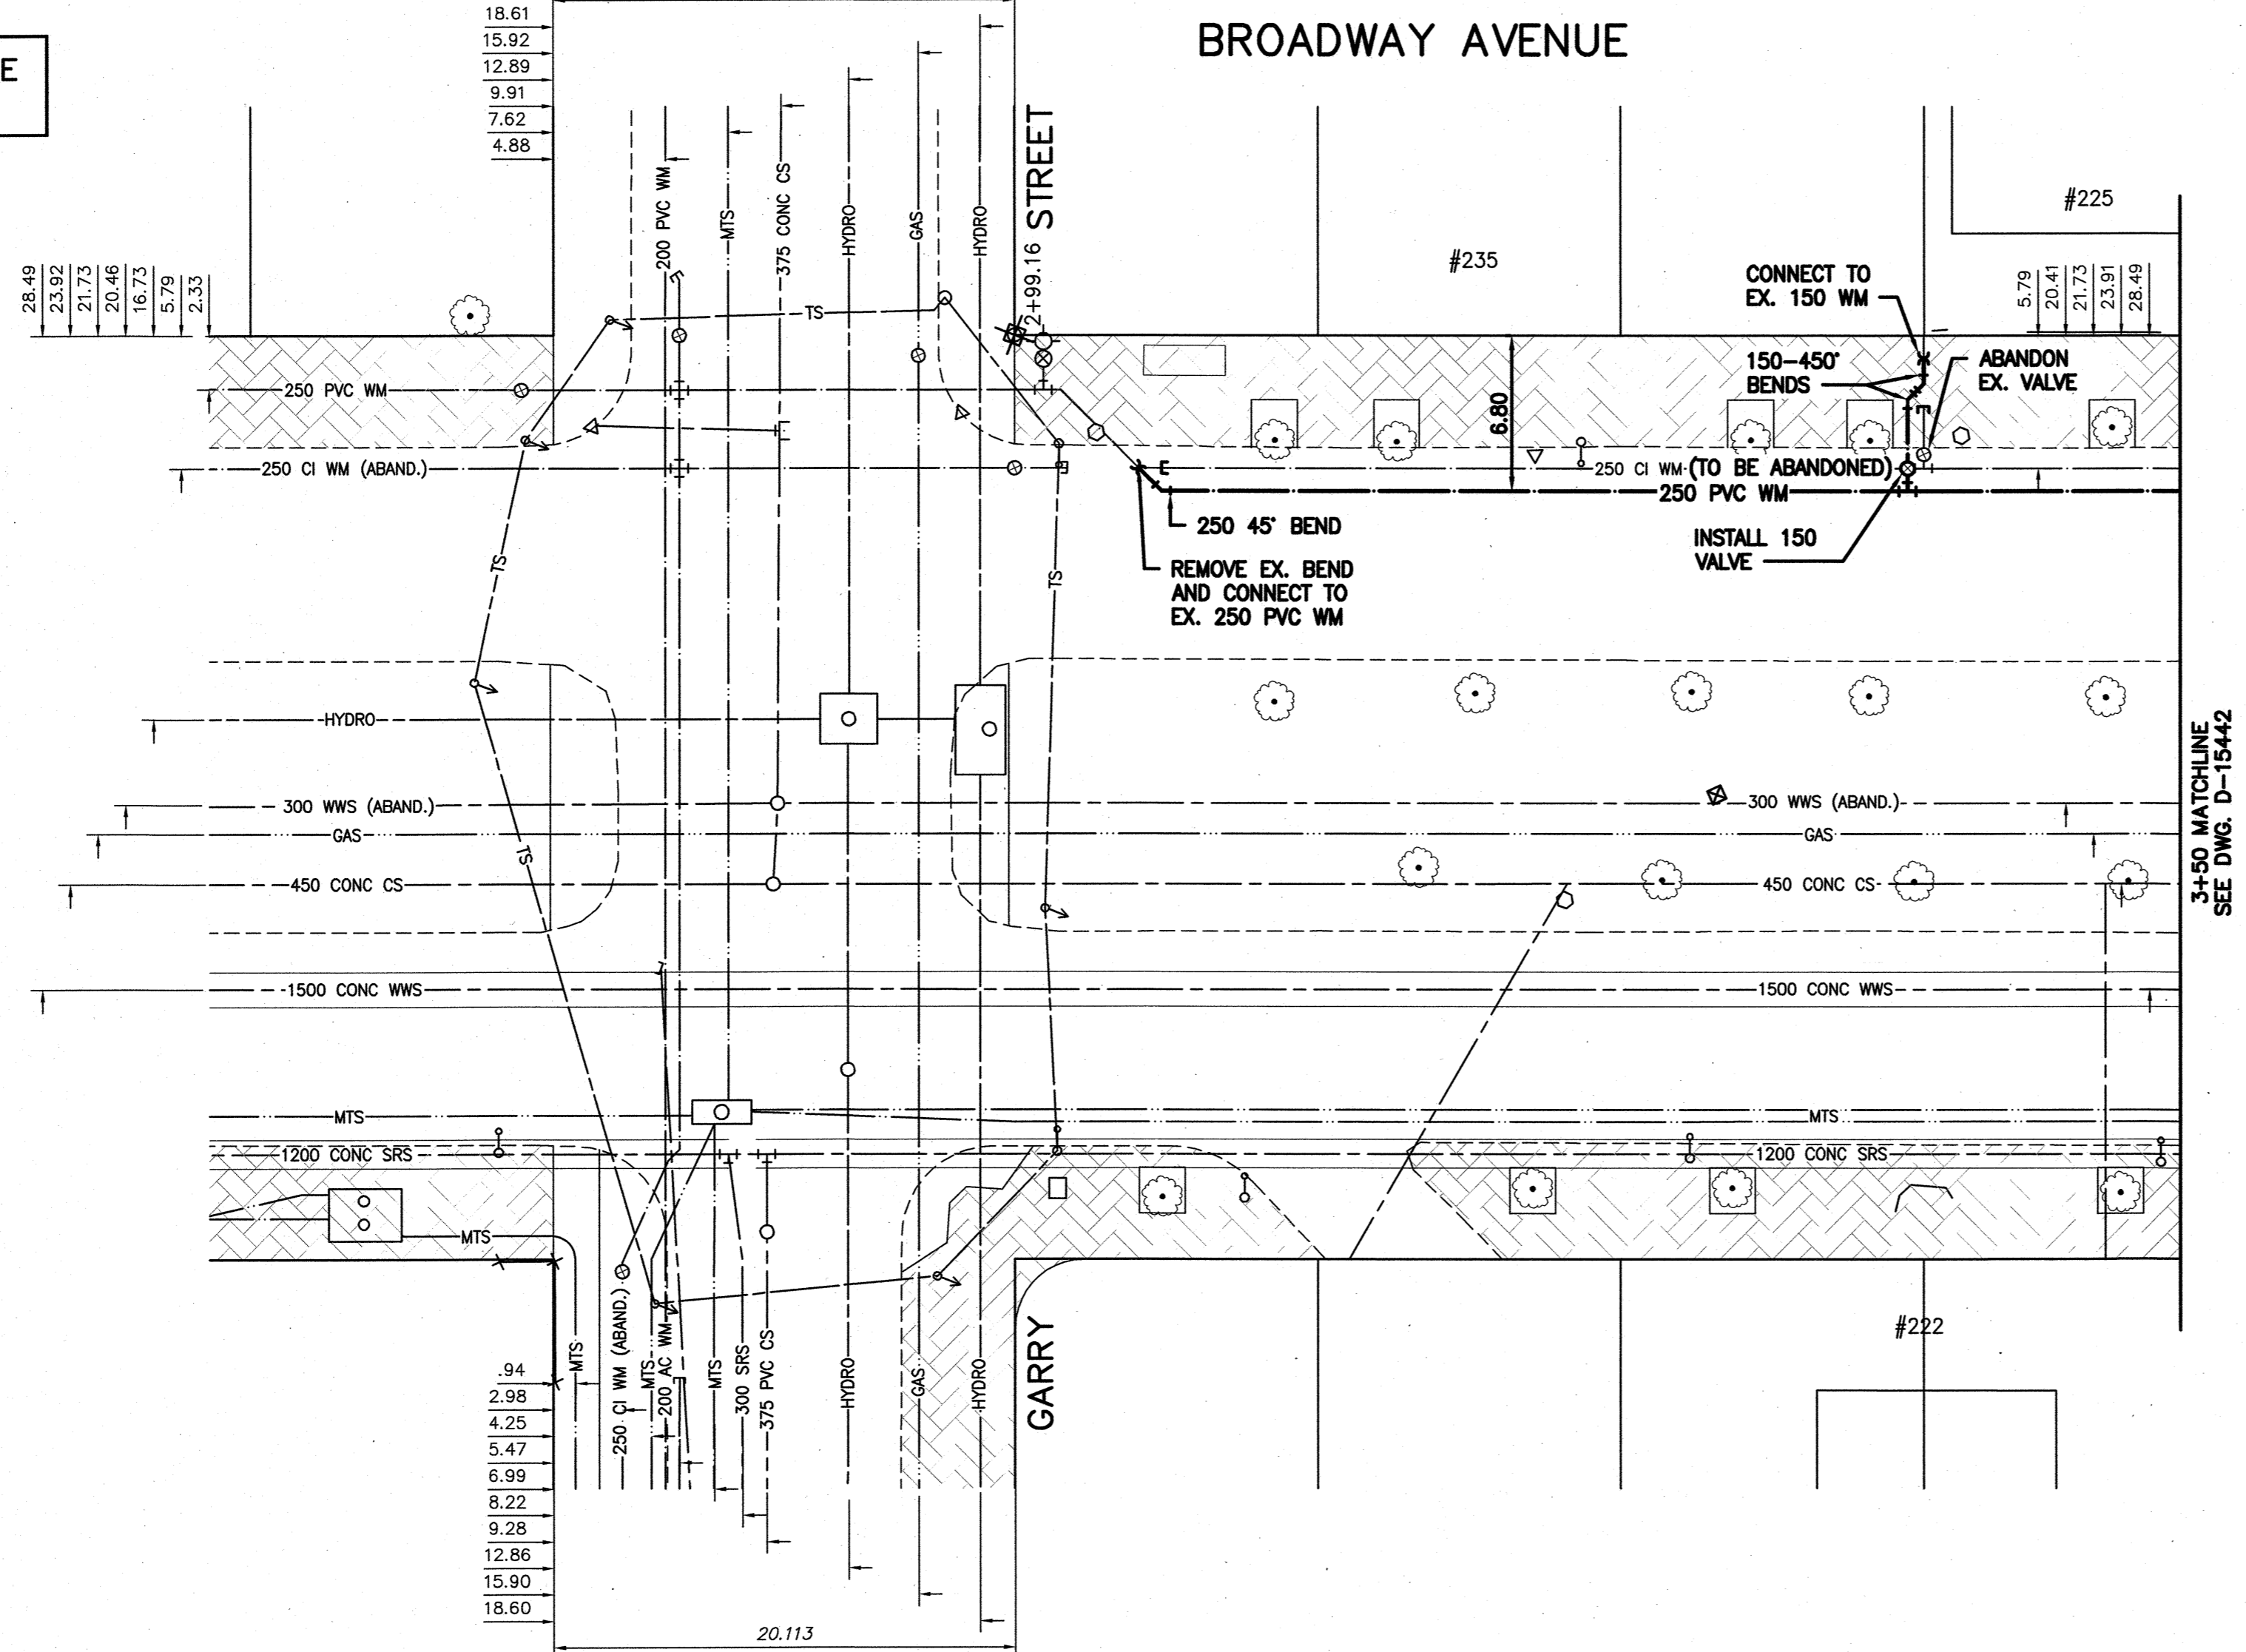 BROADWAY AVENUE
E
18.61
15.92
12.89
9.91
7.62
4.88
28.49
23.92
21.73
20.46
16.73
5.79
2.33
200 PVC WM
MTS
375 CONC CS
HYDRO
GAS
HYDRO
2+99.16
STREET
#235
#225
CONNECT TO
EX. 150 WM
5.79
20.41
21.73
23.91
28.49
TS
150-450°
BENDS
ABANDON
EX. VALVE
250 PVC WM
6.80
E
250 CI WM (ABAND.)
E
E
250 CI WM (TO BE ABANDONED)
250 PVC WM
250 45° BEND
INSTALL 150
VALVE
REMOVE EX. BEND
AND CONNECT TO
EX. 250 PVC WM
TS
TS
HYDRO
300 WWS (ABAND.)
300 WWS (ABAND.)
GAS
GAS
TS
450 CONC CS
450 CONC CS
3+50 MATCHLINE
SEE DWG. D-15442
1500 CONC WWS
1500 CONC WWS
MTS
MTS
1200 CONC SRS
1200 CONC SRS
MTS
#222
.94
2.98
4.25
5.47
6.99
8.22
9.28
12.86
15.90
18.60
MTS
250 CI WM (ABAND.)
MTS
200 AC WM
MTS
300 SRS
375 PVC CS
HYDRO
GAS
HYDRO
GARRY
20.113